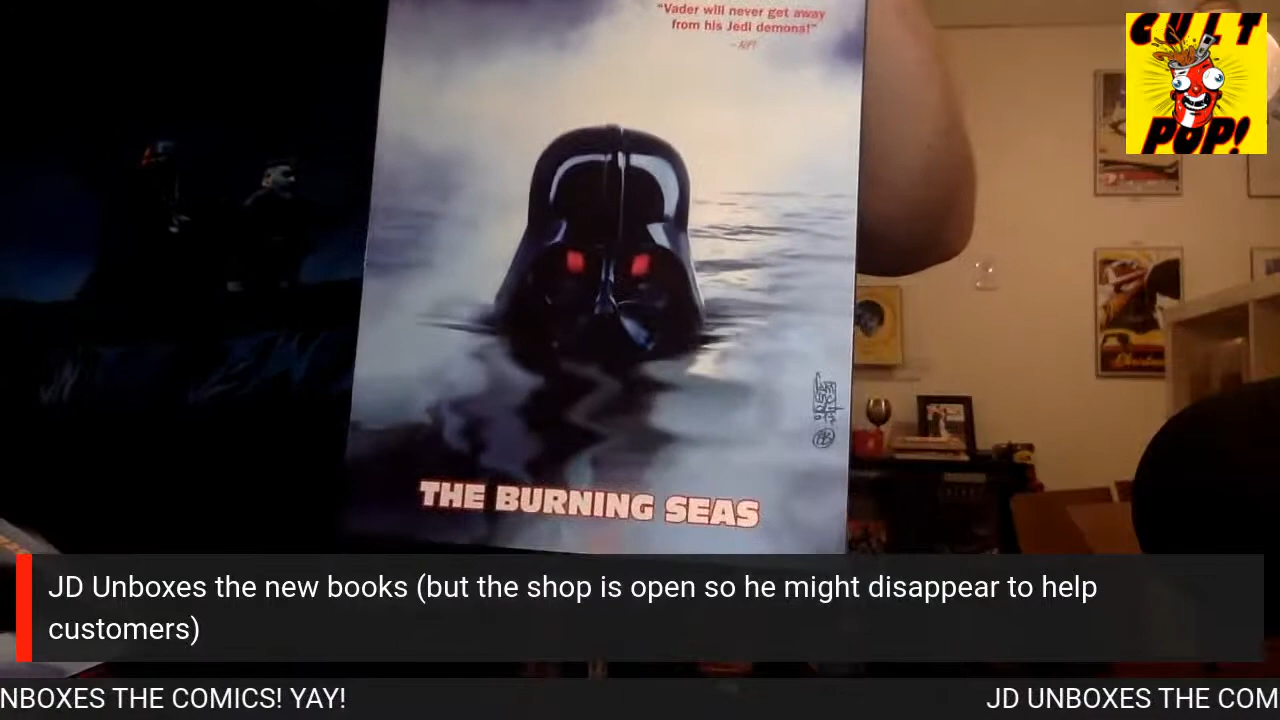 "Vader will never get away
from his Jedi demons!"
CULT
POP!
THE BURNING SEAS
JD Unboxes the new books (but the shop is open so he might disappear to help
customers)
NBOXES THE COMICS! YAY!
JD UNBOXES THE COM